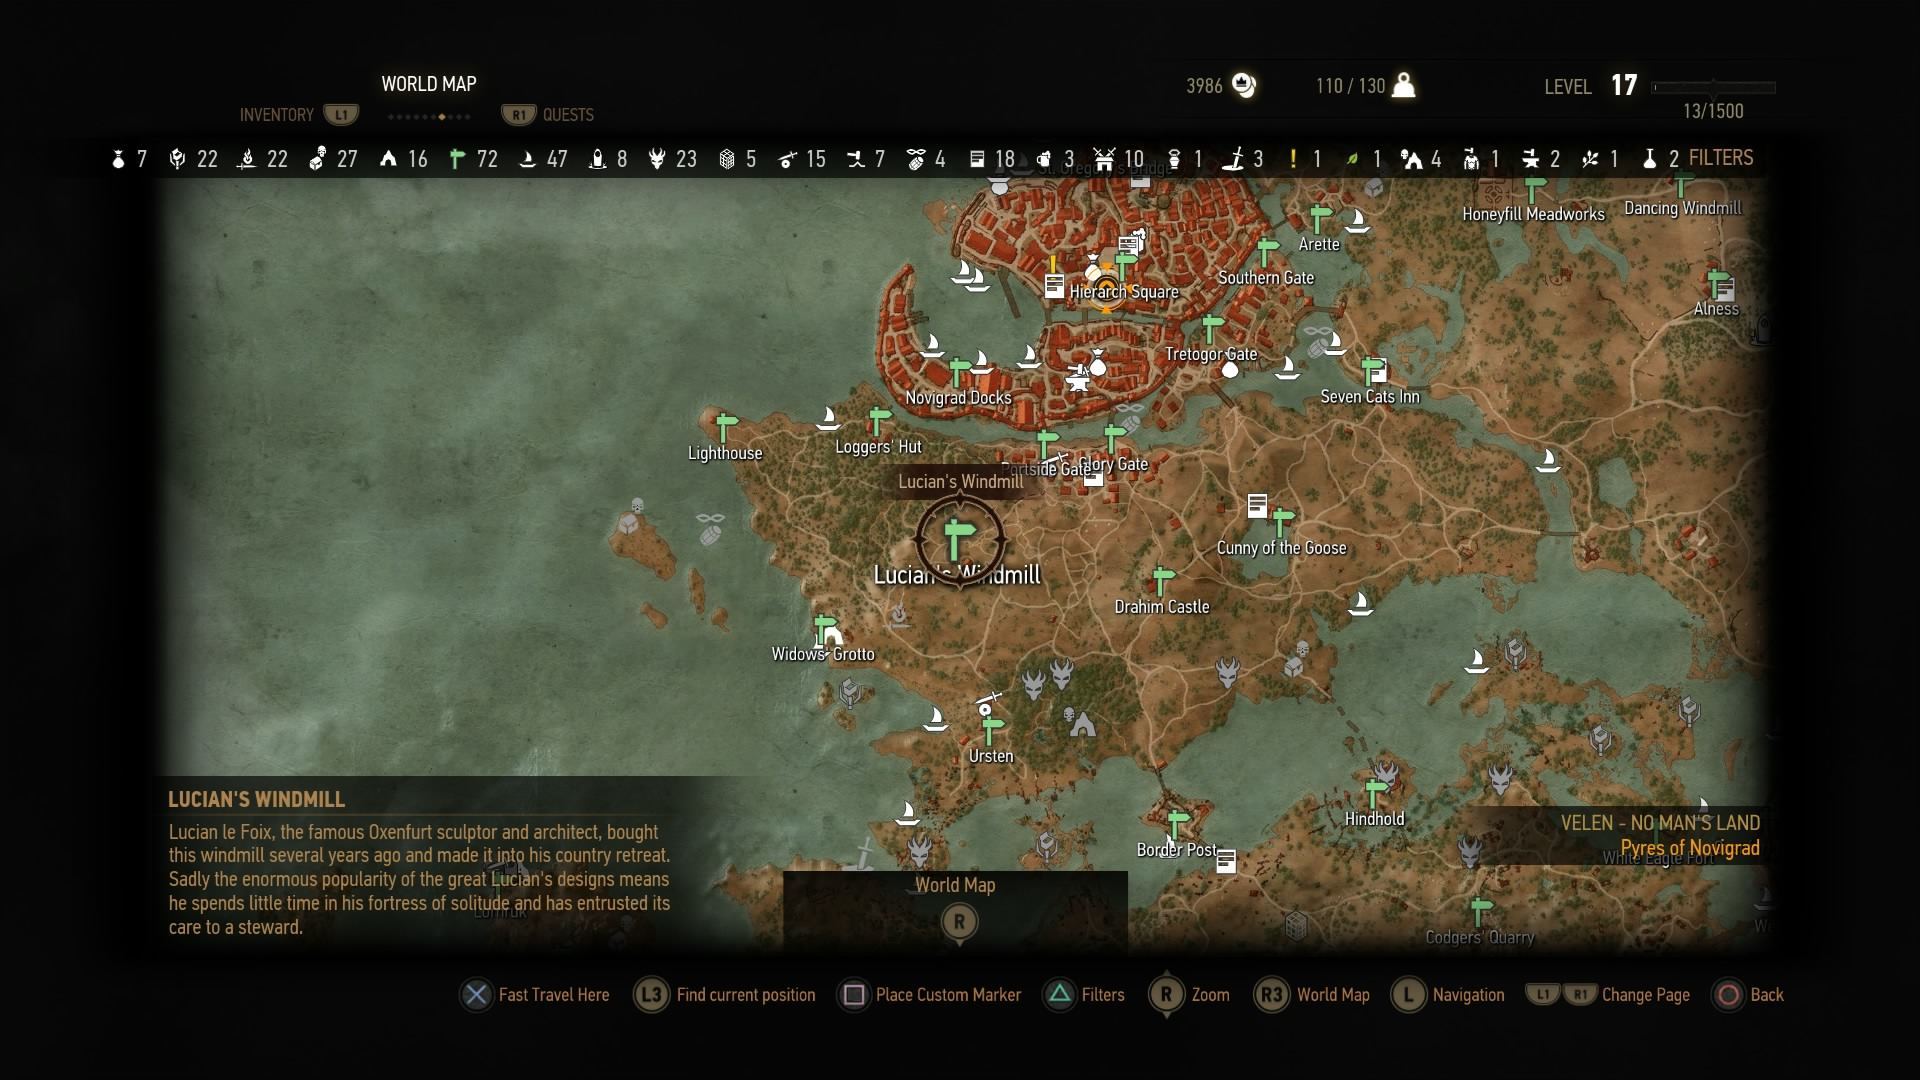 WORLD MAP
3986
110 / 130
LEVEL 17
13/1500
INVENTORY L1
R1 QUESTS
7 22 22 27 16 72 47 8 23 5 15 7 4 18 3 10 1 3 ! 1 1 4 1 2 1 2 FILTERS
St. Gregory's Bridge
Honeyfill Meadworks
Dancing Windmill
Arette
Southern Gate
Hierarch Square
Alness
Tretogor Gate
Seven Cats Inn
Novigrad Docks
Lighthouse
Loggers' Hut
Portside Gate
Glory Gate
Lucian's Windmill
Lucian's Windmill
Cunny of the Goose
Drahim Castle
Widows' Grotto
Ursten
Hindhold
Border Post
White Eagle Fort
Codgers' Quarry
Lornruk
LUCIAN'S WINDMILL
Lucian le Foix, the famous Oxenfurt sculptor and architect, bought
this windmill several years ago and made it into his country retreat.
Sadly the enormous popularity of the great Lucian's designs means
he spends little time in his fortress of solitude and has entrusted its
care to a steward.
VELEN - NO MAN'S LAND
Pyres of Novigrad
World Map
R
Fast Travel Here L3 Find current position Place Custom Marker Filters R Zoom R3 World Map L Navigation L1 R1 Change Page Back